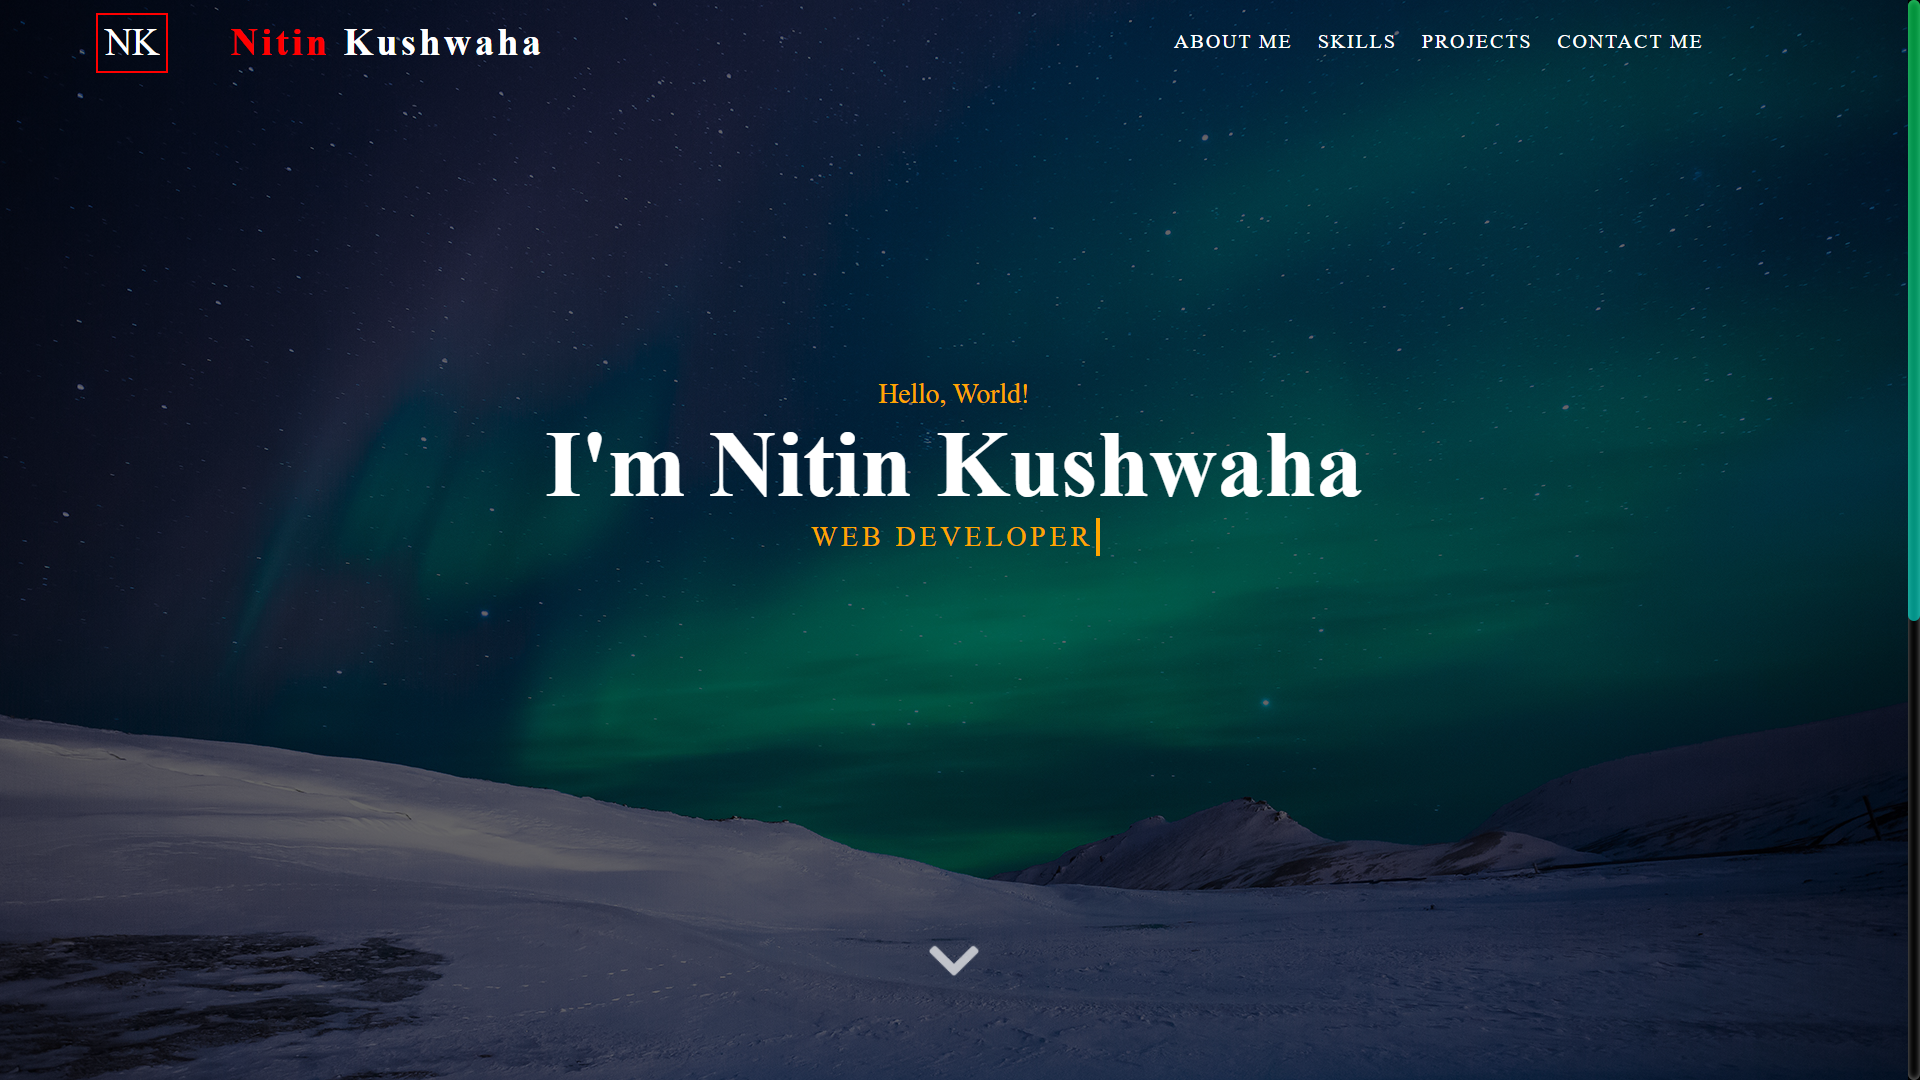 NK
Nitin Kushwaha
ABOUT ME SKILLS PROJECTS CONTACT ME
Hello, World!
I'm Nitin Kushwaha
WEB DEVELOPER